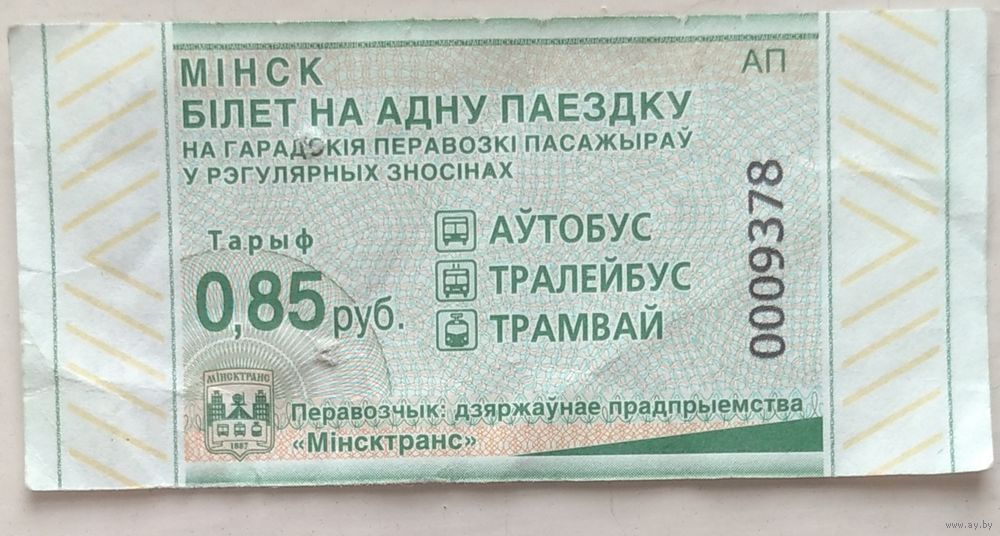 МІНСК
АП
БІЛЕТ НА АДНУ ПАЕЗДКУ
НА ГАРАДСКІЯ ПЕРАВОЗКІ ПАСАЖЫРАЎ
У РЭГУЛЯРНЫХ ЗНОСІНАХ
Тарыф
0,85 руб.
АЎТОБУС
ТРАЛЕЙБУС
ТРАМВАЙ
0009378
МІНСКТРАНС
1887
Перавозчык: дзяржаўнае прадпрыемства
«Мінсктранс»
www.ay.by